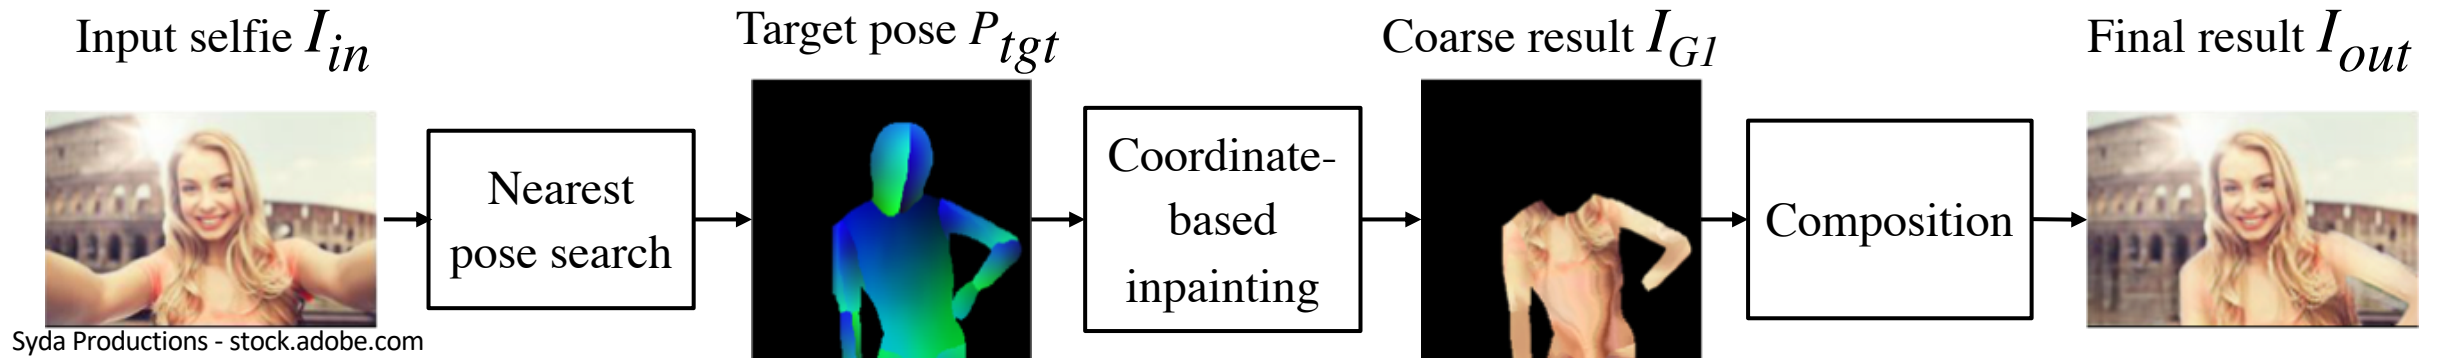 Input selfie I_in
Target pose P_tgt
Coarse result I_G1
Final result I_out
Nearest
pose search
Coordinate-
based
inpainting
Composition
Syda Productions - stock.adobe.com